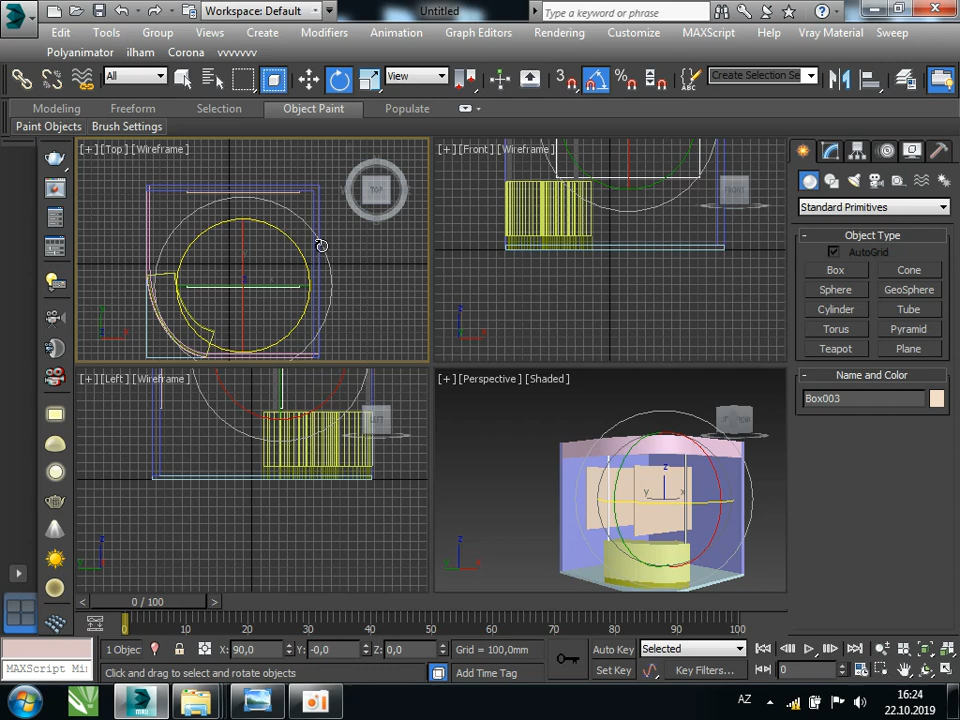 Workspace: Default
Untitled
Type a keyword or phrase
Edit Tools Group Views Create Modifiers Animation Graph Editors Rendering Customize MAXScript Help Vray Material Sweep
Polyanimator ilham Corona vvvvvvv
All
View
Create Selection Se
Modeling Freeform Selection Object Paint Populate
Paint Objects Brush Settings
[+] [Top] [Wireframe]
TOP
[+] [Front] [Wireframe]
FRONT
Standard Primitives
Object Type
AutoGrid
Box Cone
Sphere GeoSphere
Cylinder Tube
Torus Pyramid
Teapot Plane
Name and Color
Box003
[+] [Left] [Wireframe]
LEFT
[+] [Perspective] [Shaded]
0 / 100
0 10 20 30 40 50 60 70 80 90 100
1 Objec X: 90,0 Y: -0,0 Z: 0,0 Grid = 100,0mm Auto Key Selected
MAXScript Mi Click and drag to select and rotate objects Add Time Tag Set Key Key Filters... 0
AZ
16:24
22.10.2019